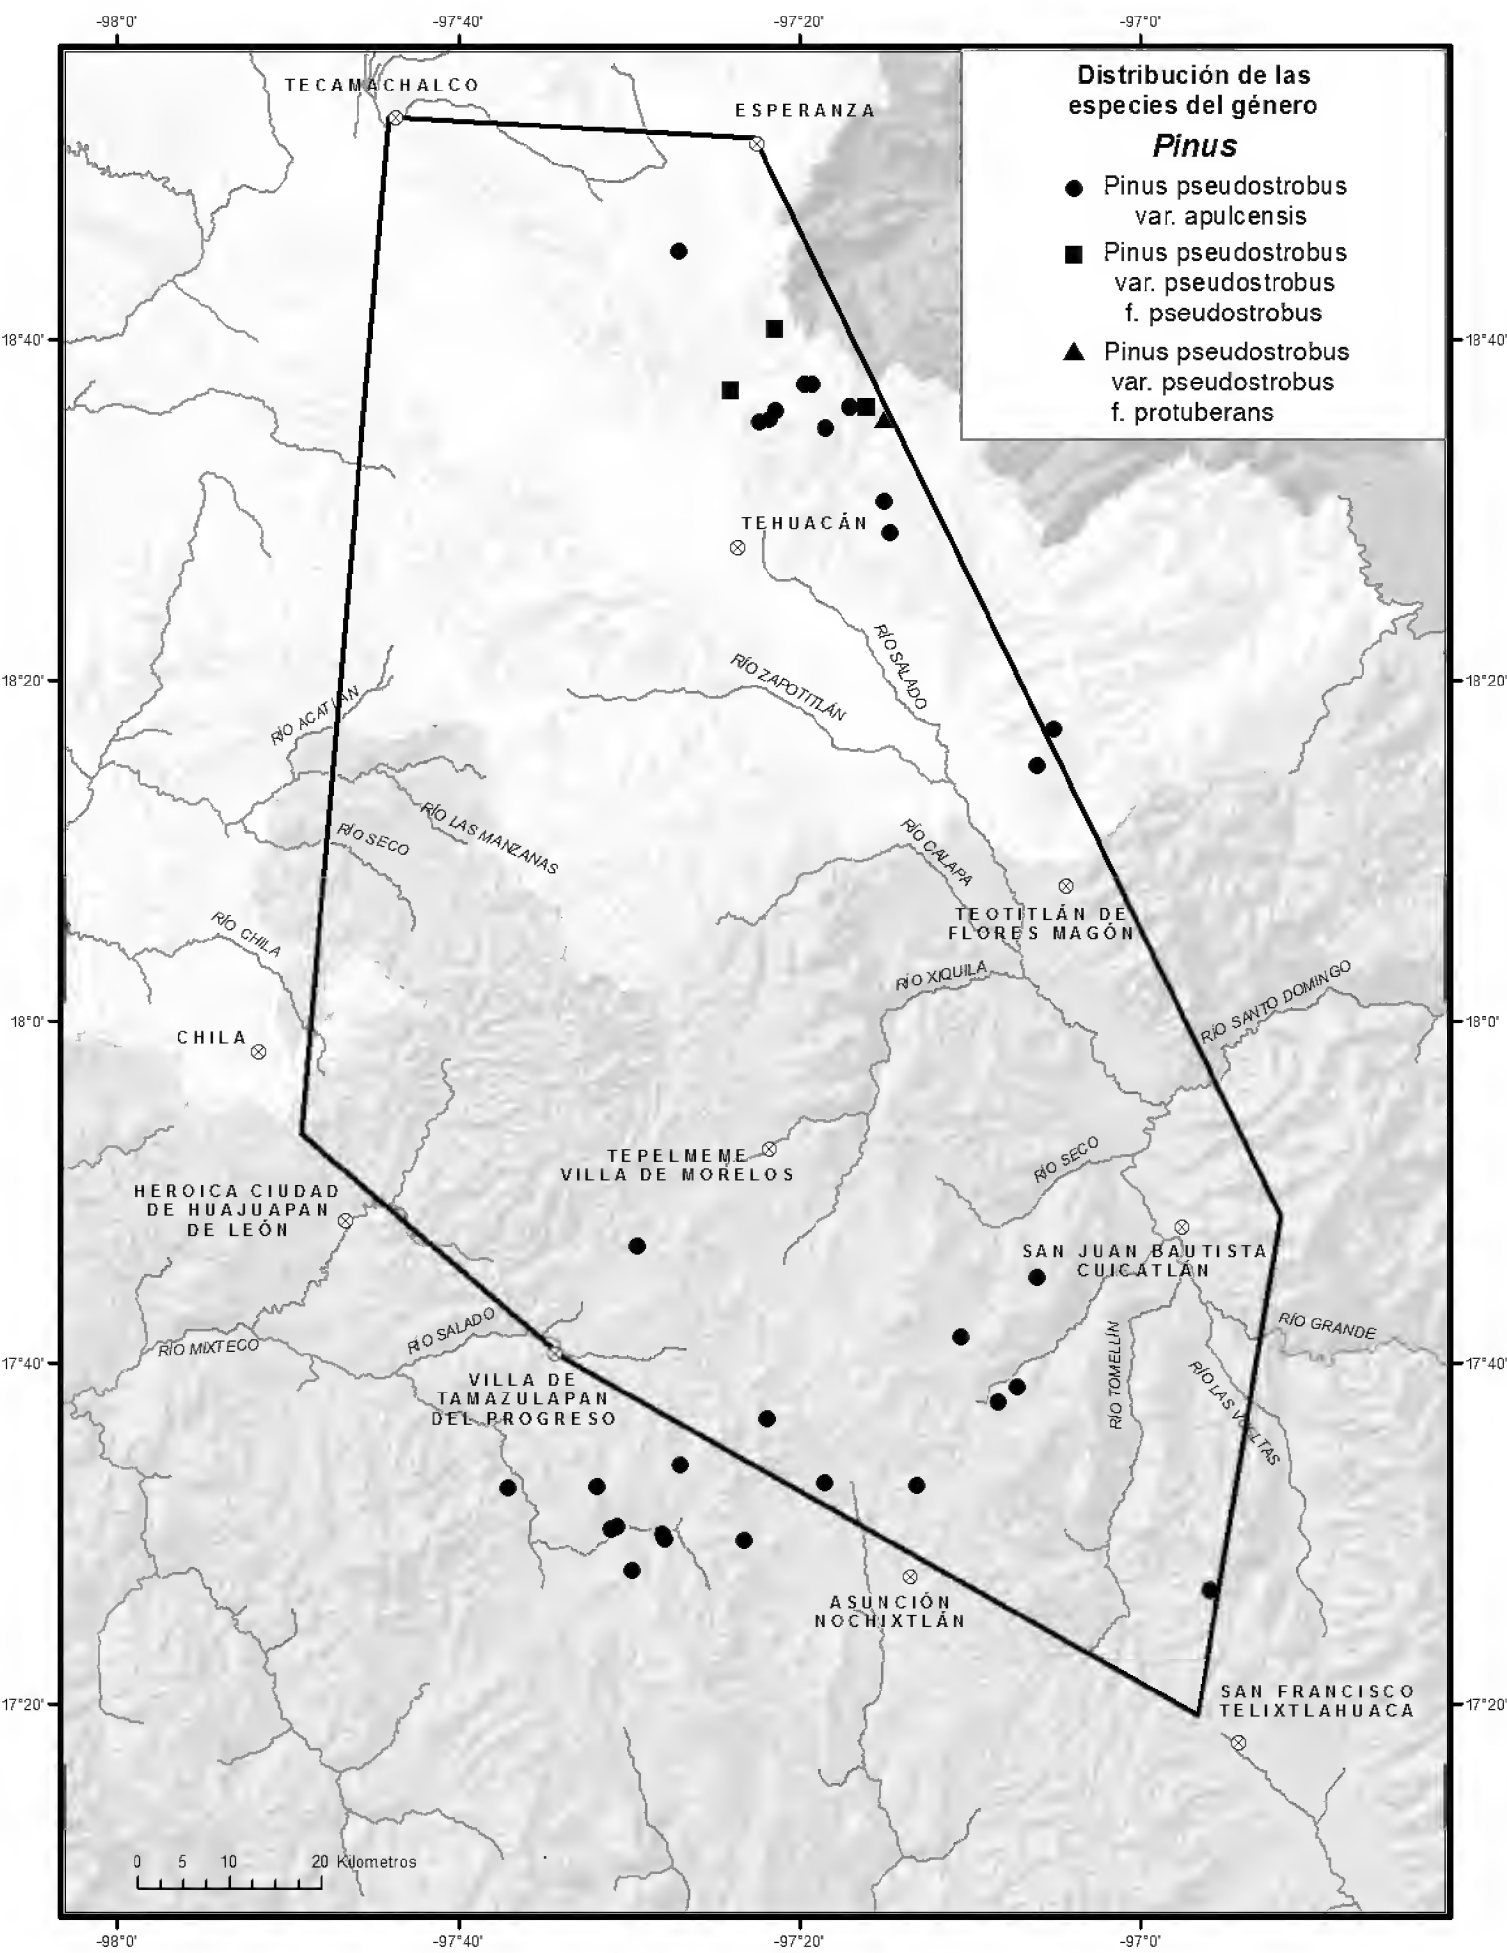 -98°0'
-97°40'
-97°20'
-97°0'
TECAMACHALCO
ESPERANZA
Distribución de las
especies del género
Pinus
Pinus pseudostrobus
var. apulcensis
Pinus pseudostrobus
var. pseudostrobus
f. pseudostrobus
Pinus pseudostrobus
var. pseudostrobus
f. protuberans
18°40'
18°40'
TEHUACÁN
RÍO SALADO
RÍO ZAPOTITLÁN
18°20'
18°20'
RÍO ACATLAN
RÍO LAS MANZANAS
RÍO SECO
RÍO CALAPA
TEOTITLÁN DE
FLORES MAGÓN
RÍO CHILA
RÍO XIQUILA
RÍO SANTO DOMINGO
18°0'
18°0'
CHILA
TEPELMEME
VILLA DE MORELOS
RÍO SECO
HEROICA CIUDAD
DE HUAJUAPAN
DE LEÓN
SAN JUAN BAUTISTA
CUICATLÁN
RÍO MIXTECO
RÍO SALADO
RÍO GRANDE
17°40'
17°40'
RÍO TOMELLÍN
RÍO LAS VUELTAS
VILLA DE
TAMAZULAPAN
DEL PROGRESO
ASUNCIÓN
NOCHIXTLÁN
17°20'
17°20'
SAN FRANCISCO
TELIXTLAHUACA
0 5 10 20 Kilometros
-98°0'
-97°40'
-97°20'
-97°0'